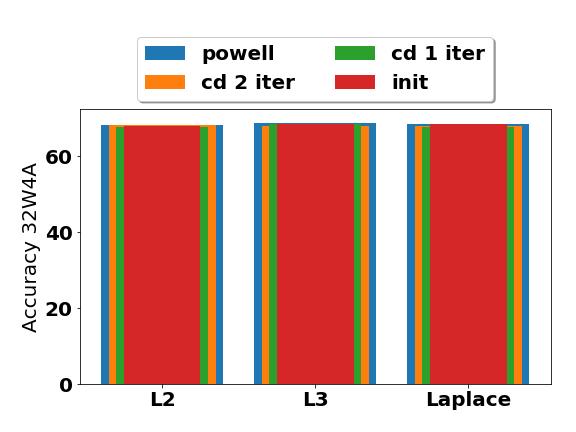 powell
cd 1 iter
cd 2 iter
init
Accuracy 32W4A
60
40
20
0
L2
L3
Laplace